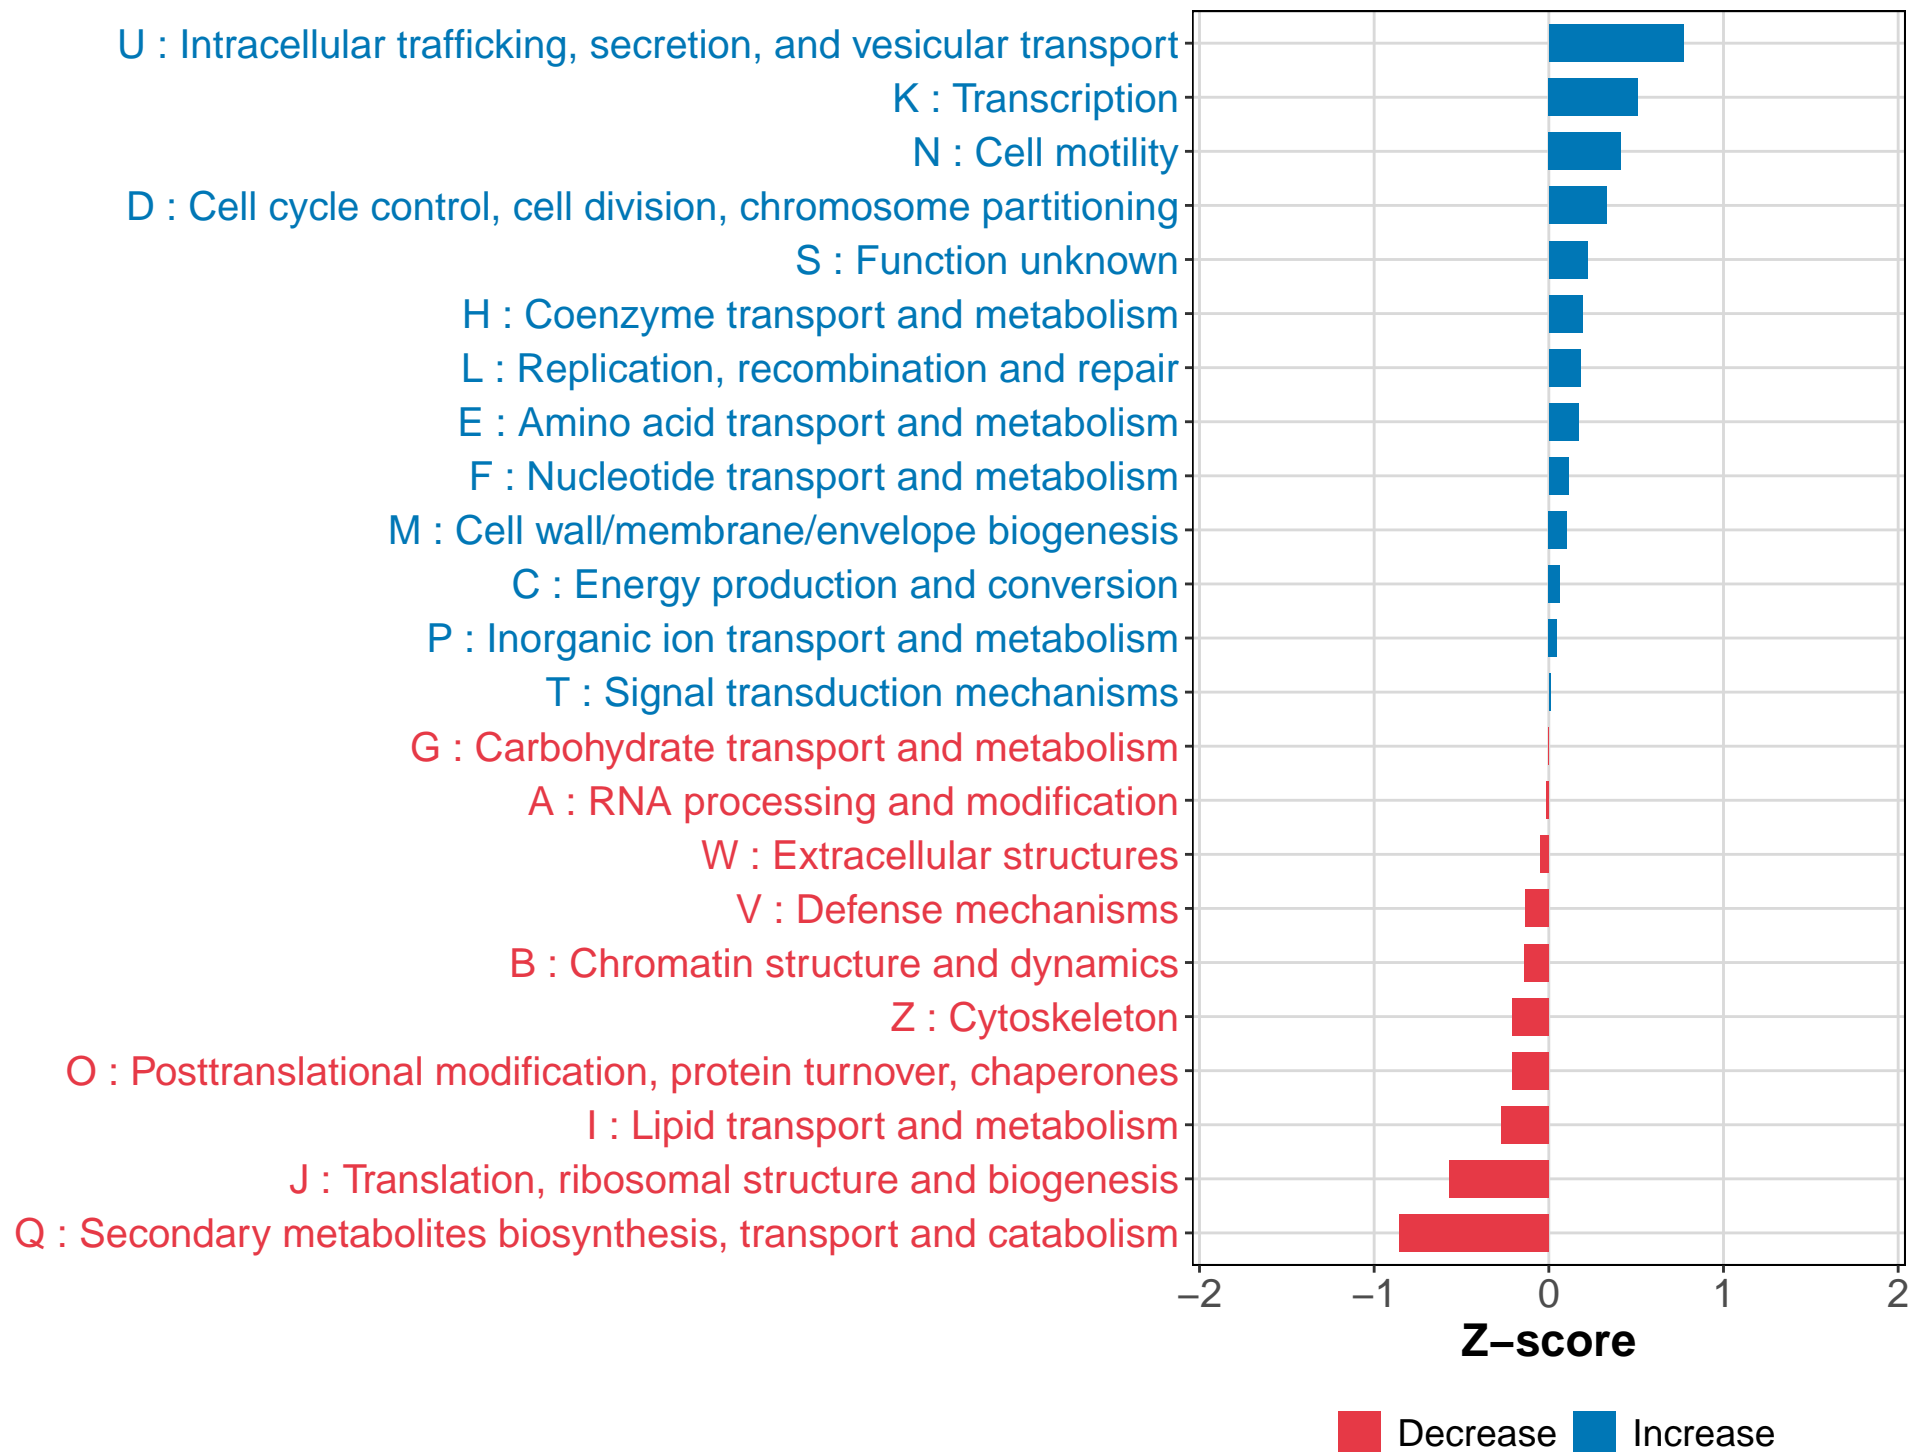 U : Intracellular trafficking, secretion, and vesicular transport
K : Transcription
N : Cell motility
D : Cell cycle control, cell division, chromosome partitioning
S : Function unknown
H : Coenzyme transport and metabolism
L : Replication, recombination and repair
E : Amino acid transport and metabolism
F : Nucleotide transport and metabolism
M : Cell wall/membrane/envelope biogenesis
C : Energy production and conversion
P : Inorganic ion transport and metabolism
T : Signal transduction mechanisms
G : Carbohydrate transport and metabolism
A : RNA processing and modification
W : Extracellular structures
V : Defense mechanisms
B : Chromatin structure and dynamics
Z : Cytoskeleton
O : Posttranslational modification, protein turnover, chaperones
I : Lipid transport and metabolism
J : Translation, ribosomal structure and biogenesis
Q : Secondary metabolites biosynthesis, transport and catabolism
−2 −1 0 1 2
Z−score
Decrease Increase